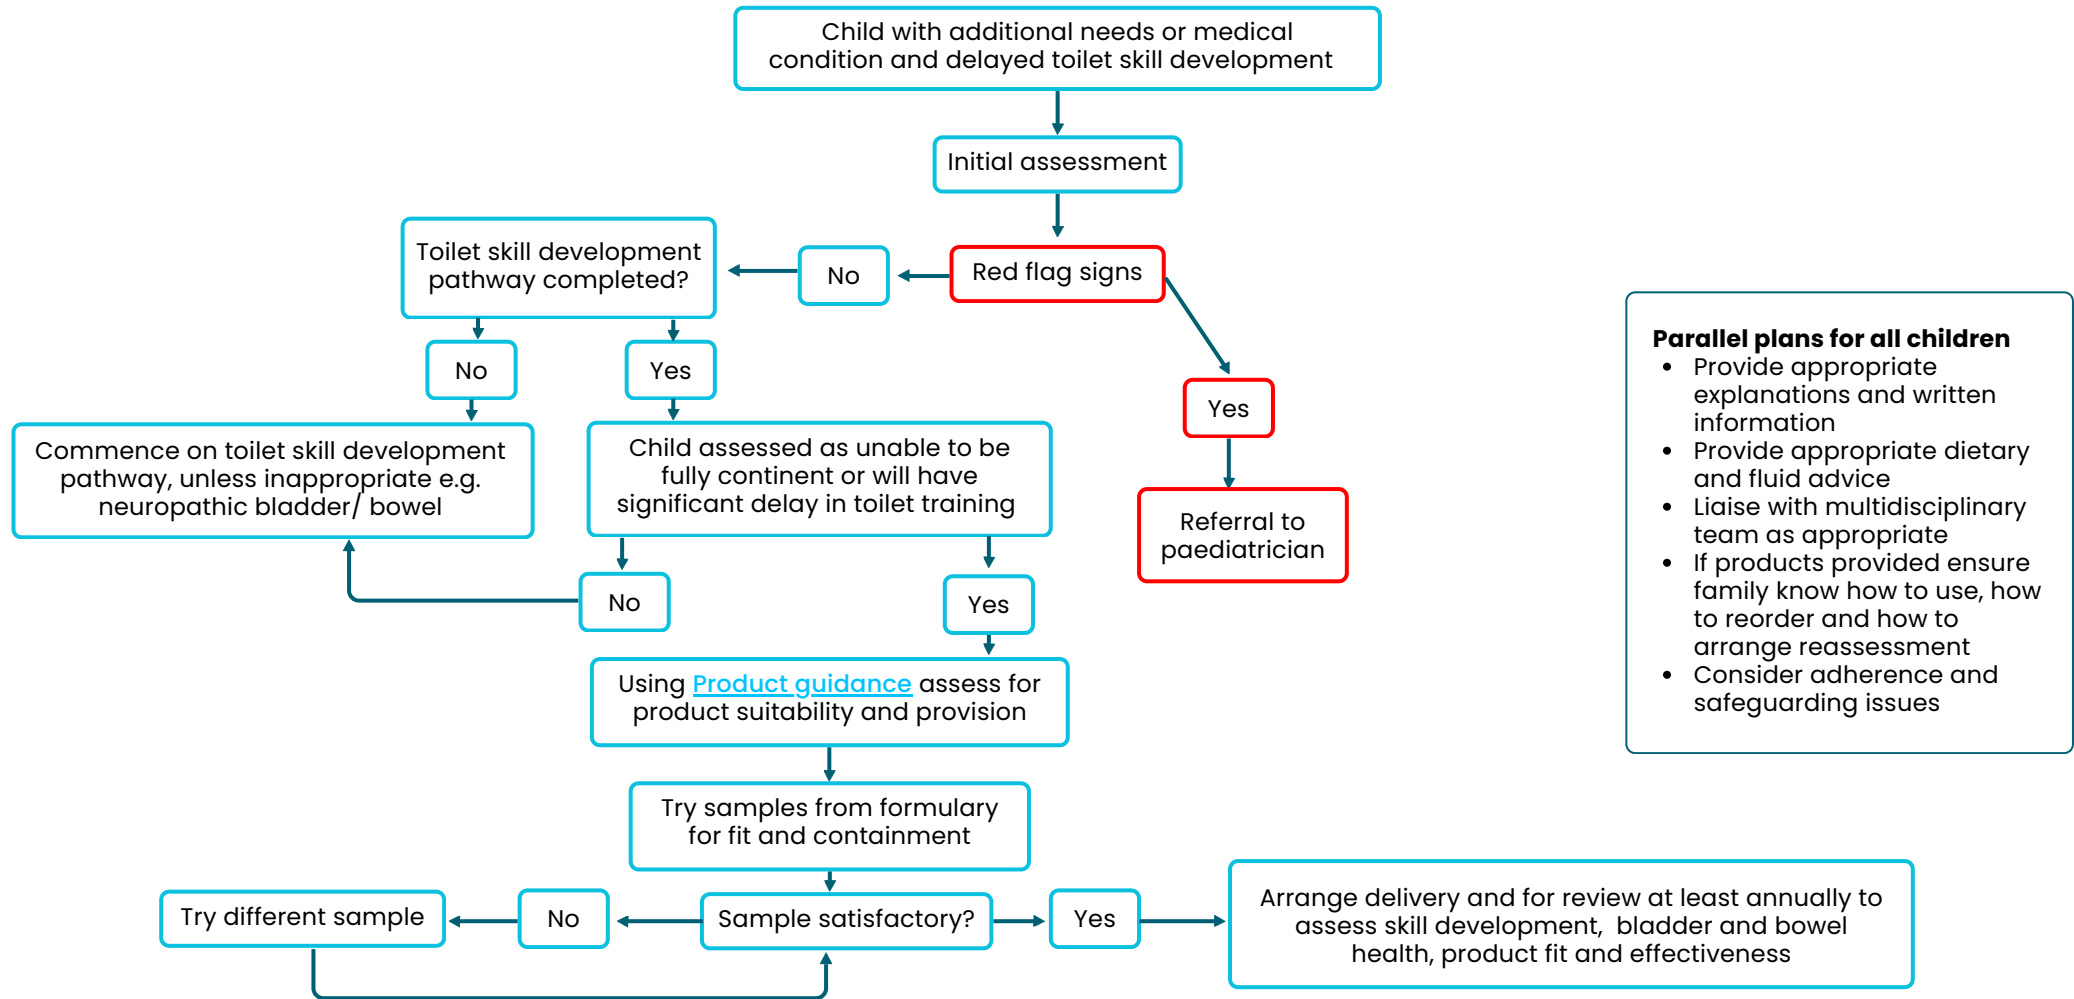 Child with additional needs or medical
condition and delayed toilet skill development
Initial assessment
Red flag signs
No
Toilet skill development
pathway completed?
No
Yes
Yes
Commence on toilet skill development
pathway, unless inappropriate e.g.
neuropathic bladder/ bowel
Child assessed as unable to be
fully continent or will have
significant delay in toilet training
Referral to
paediatrician
No
Yes
Using Product guidance assess for
product suitability and provision
Try samples from formulary
for fit and containment
Sample satisfactory?
No
Try different sample
Yes
Arrange delivery and for review at least annually to
assess skill development,  bladder and bowel
health, product fit and effectiveness
Parallel plans for all children
• Provide appropriate
explanations and written
information
• Provide appropriate dietary
and fluid advice
• Liaise with multidisciplinary
team as appropriate
• If products provided ensure
family know how to use, how
to reorder and how to
arrange reassessment
• Consider adherence and
safeguarding issues